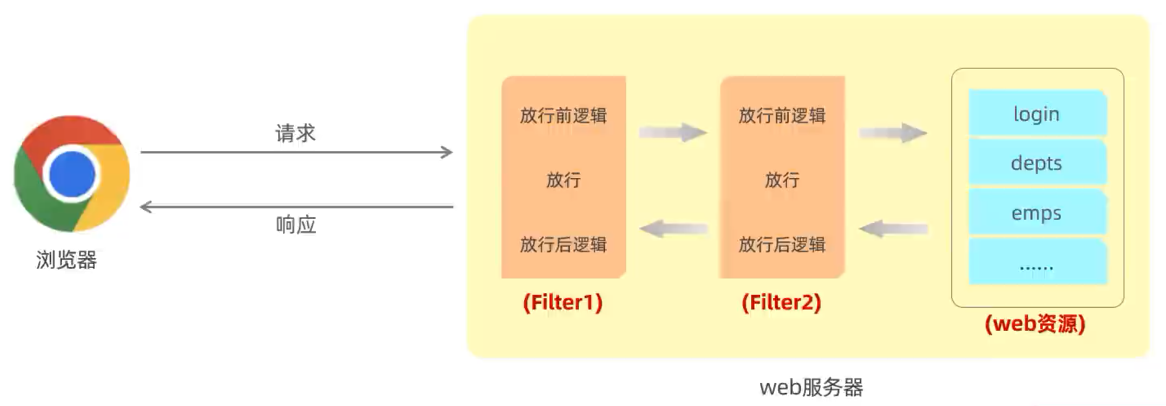 请求
响应
浏览器
放行前逻辑
放行
放行后逻辑
(Filter1)
放行前逻辑
放行
放行后逻辑
(Filter2)
login
depts
emps
......
(web资源)
web服务器